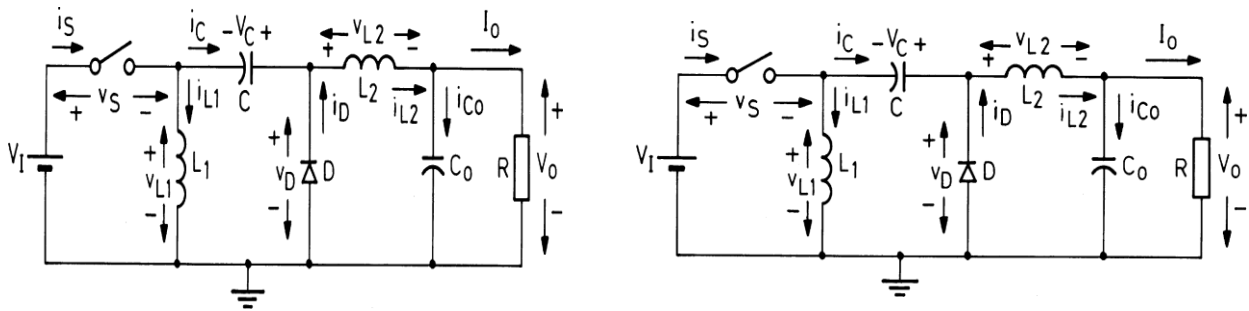 iS iC -VC+ vL2 Io
+ - C + L2 - iL2
vS iL1 iD iCo
+ - + + +
VI vL1 L1 vD D Co R Vo
- - -
iS iC -VC+ vL2 Io
+ - C + L2 - iL2
vS iL1 iD iCo
+ - + + +
VI vL1 L1 vD D Co R Vo
- - -